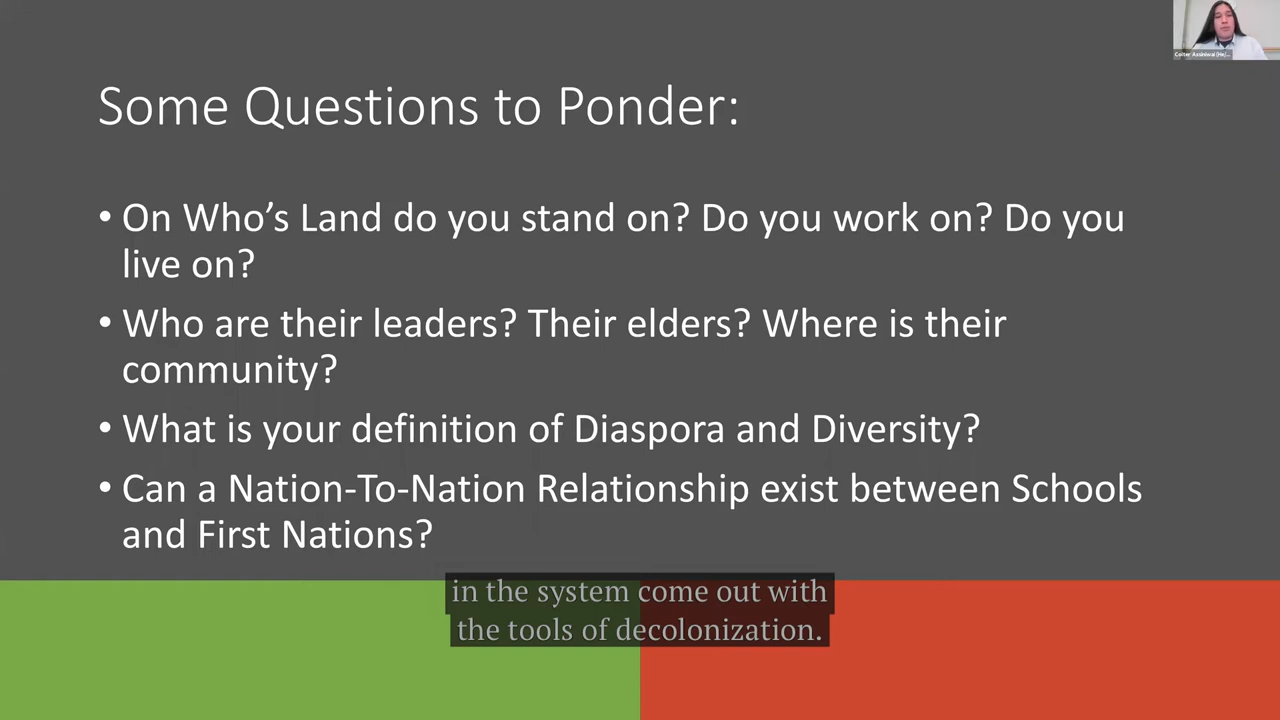 Some Questions to Ponder:
• On Who’s Land do you stand on? Do you work on? Do you
live on?
• Who are their leaders? Their elders? Where is their
community?
• What is your definition of Diaspora and Diversity?
• Can a Nation-To-Nation Relationship exist between Schools
and First Nations?
in the system come out with
the tools of decolonization.